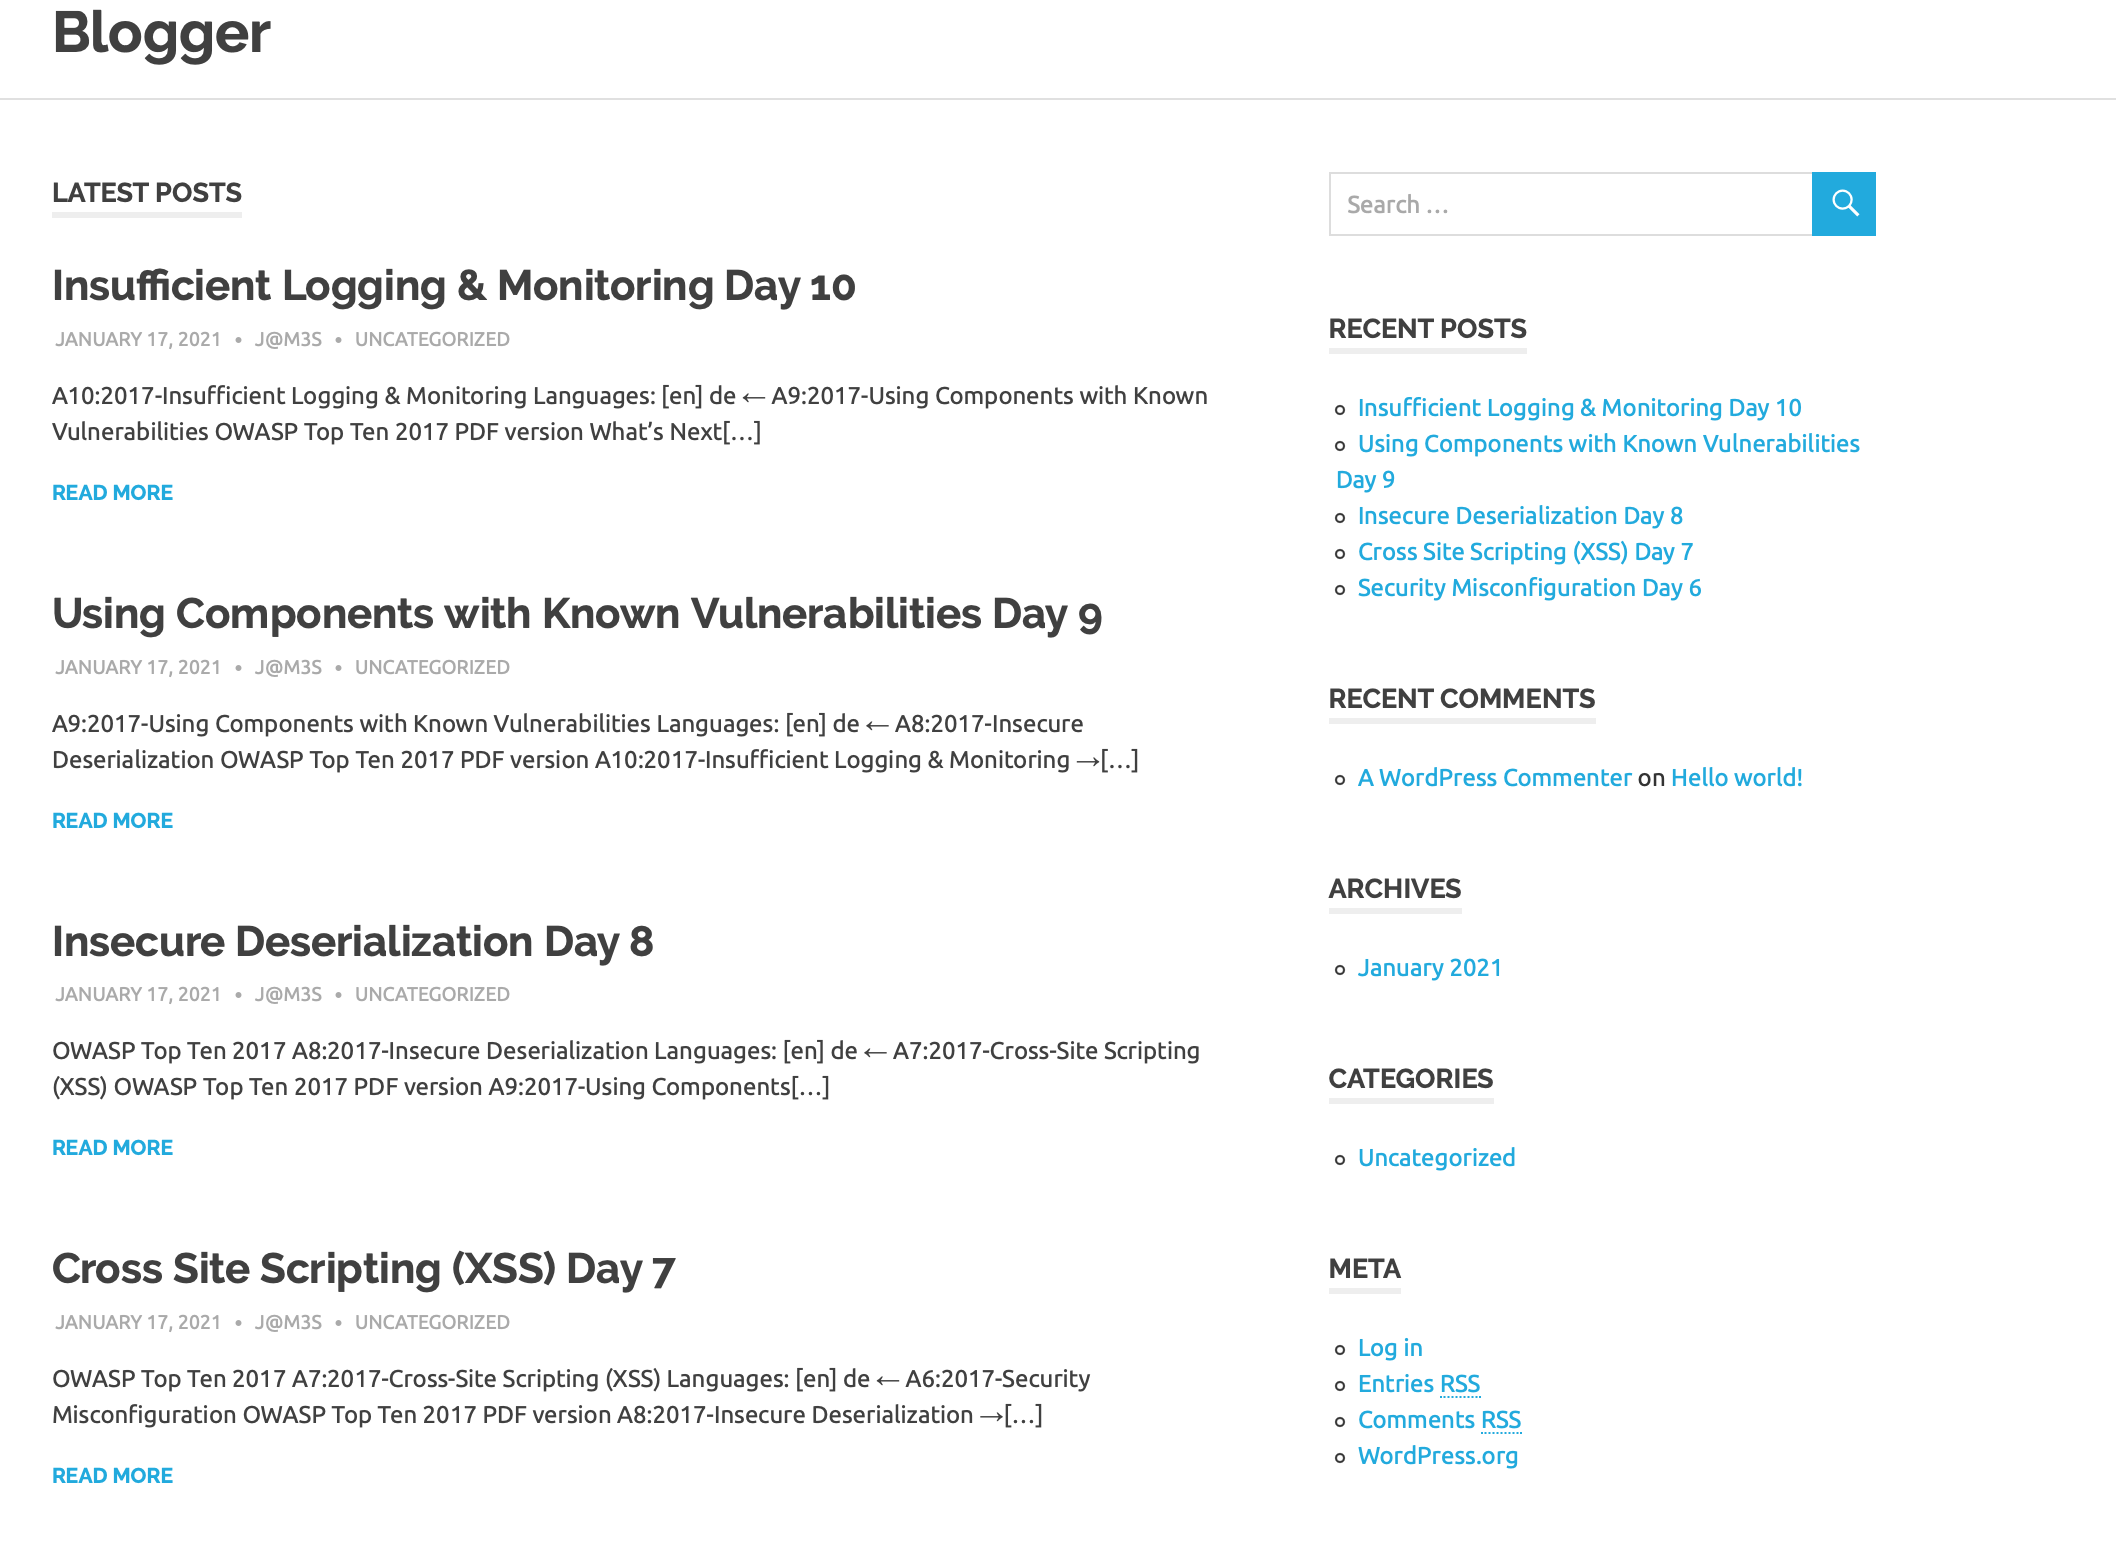 Blogger
LATEST POSTS
Insufficient Logging & Monitoring Day 10
JANUARY 17, 2021 • J@M3S • UNCATEGORIZED
A10:2017-Insufficient Logging & Monitoring Languages: [en] de ← A9:2017-Using Components with Known
Vulnerabilities OWASP Top Ten 2017 PDF version What’s Next[…]
READ MORE
Using Components with Known Vulnerabilities Day 9
JANUARY 17, 2021 • J@M3S • UNCATEGORIZED
A9:2017-Using Components with Known Vulnerabilities Languages: [en] de ← A8:2017-Insecure
Deserialization OWASP Top Ten 2017 PDF version A10:2017-Insufficient Logging & Monitoring →[…]
READ MORE
Insecure Deserialization Day 8
JANUARY 17, 2021 • J@M3S • UNCATEGORIZED
OWASP Top Ten 2017 A8:2017-Insecure Deserialization Languages: [en] de ← A7:2017-Cross-Site Scripting
(XSS) OWASP Top Ten 2017 PDF version A9:2017-Using Components[…]
READ MORE
Cross Site Scripting (XSS) Day 7
JANUARY 17, 2021 • J@M3S • UNCATEGORIZED
OWASP Top Ten 2017 A7:2017-Cross-Site Scripting (XSS) Languages: [en] de ← A6:2017-Security
Misconfiguration OWASP Top Ten 2017 PDF version A8:2017-Insecure Deserialization →[…]
READ MORE
Search …
RECENT POSTS
Insufficient Logging & Monitoring Day 10
Using Components with Known Vulnerabilities
Day 9
Insecure Deserialization Day 8
Cross Site Scripting (XSS) Day 7
Security Misconfiguration Day 6
RECENT COMMENTS
A WordPress Commenter on Hello world!
ARCHIVES
January 2021
CATEGORIES
Uncategorized
META
Log in
Entries RSS
Comments RSS
WordPress.org